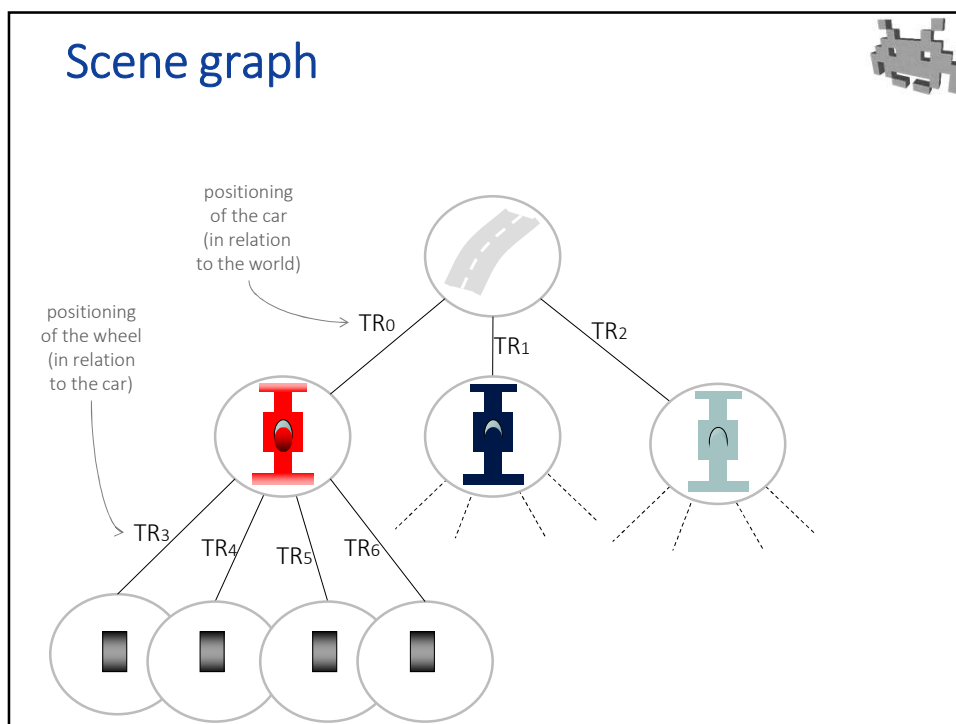 Scene graph
positioning
of the car
(in relation
to the world)
positioning
of the wheel
(in relation
to the car)
TR0
TR1
TR2
TR3
TR4
TR5
TR6